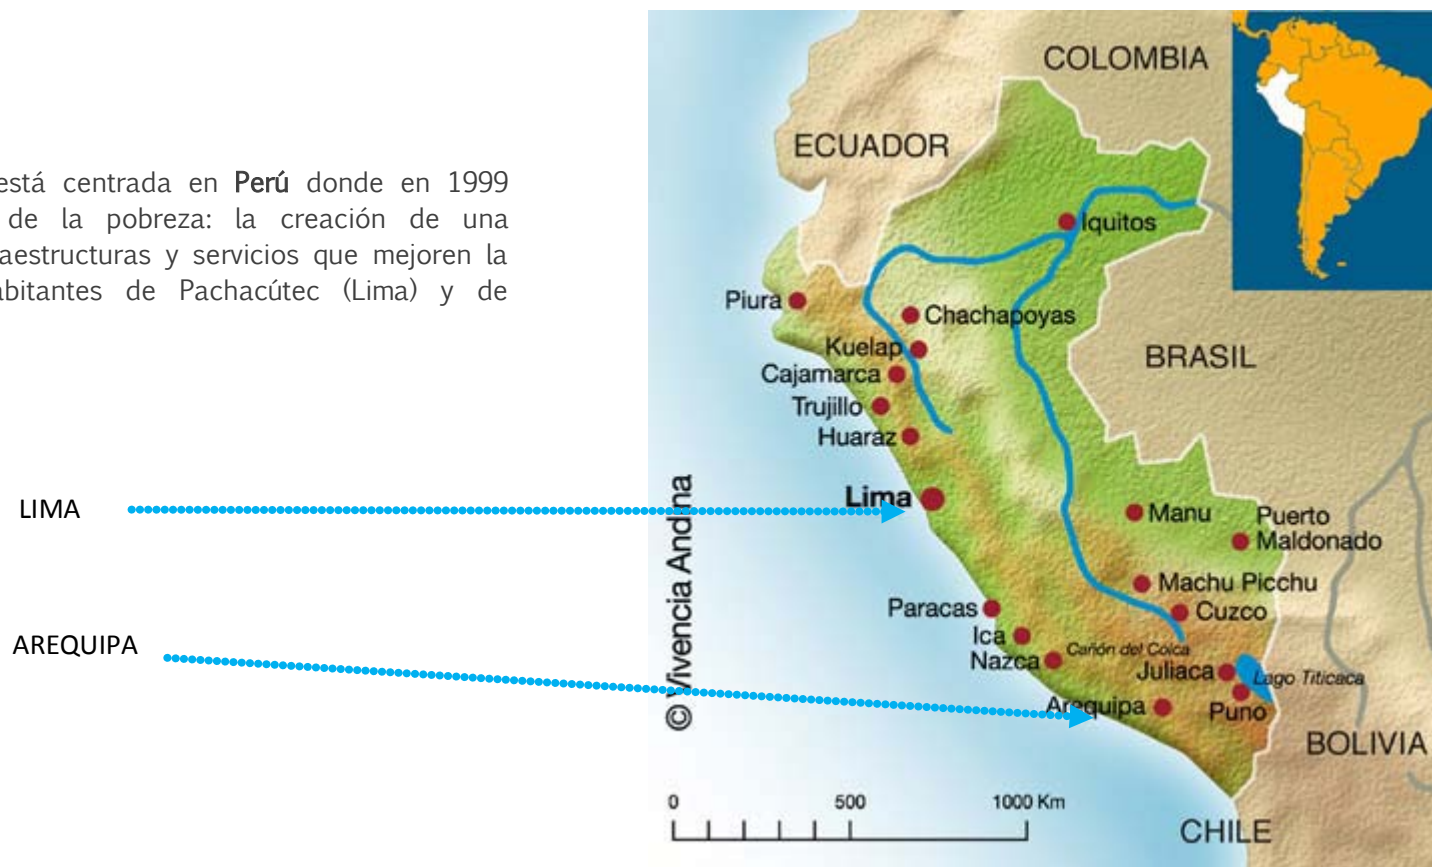 está centrada en Perú donde en 1999
de la pobreza: la creación de una
aestructuras y servicios que mejoren la
abitantes de Pachacútec (Lima) y de
LIMA
AREQUIPA
COLOMBIA
ECUADOR
Iquitos
Piura
Chachapoyas
Kuelap
BRASIL
Cajamarca
Trujillo
Huaraz
Lima
Manu
Puerto
Maldonado
Machu Picchu
Paracas
Cuzco
Ica
Cañón del Colca
Nazca
Juliaca
Lago Titicaca
Arequipa
Puno
BOLIVIA
© Vivencia Andina
0 500 1000 Km
CHILE